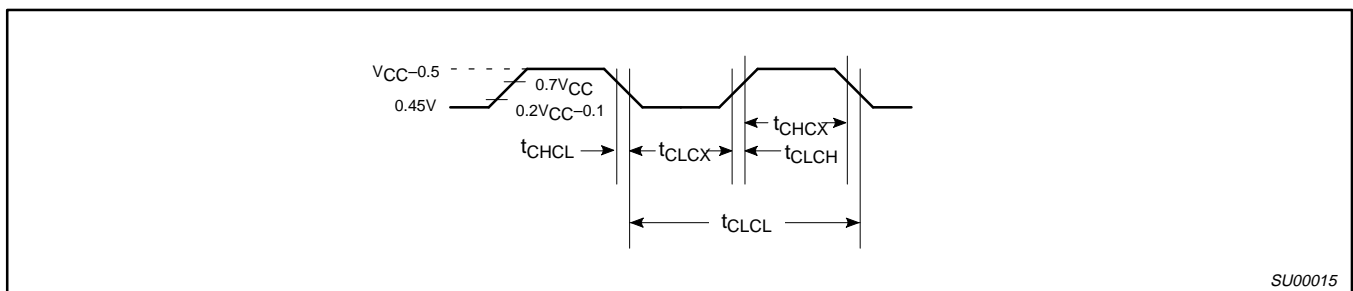 VCC–0.5
0.7VCC
0.45V
0.2VCC–0.1
tCHCX
tCHCL
tCLCX
tCLCH
tCLCL
SU00015